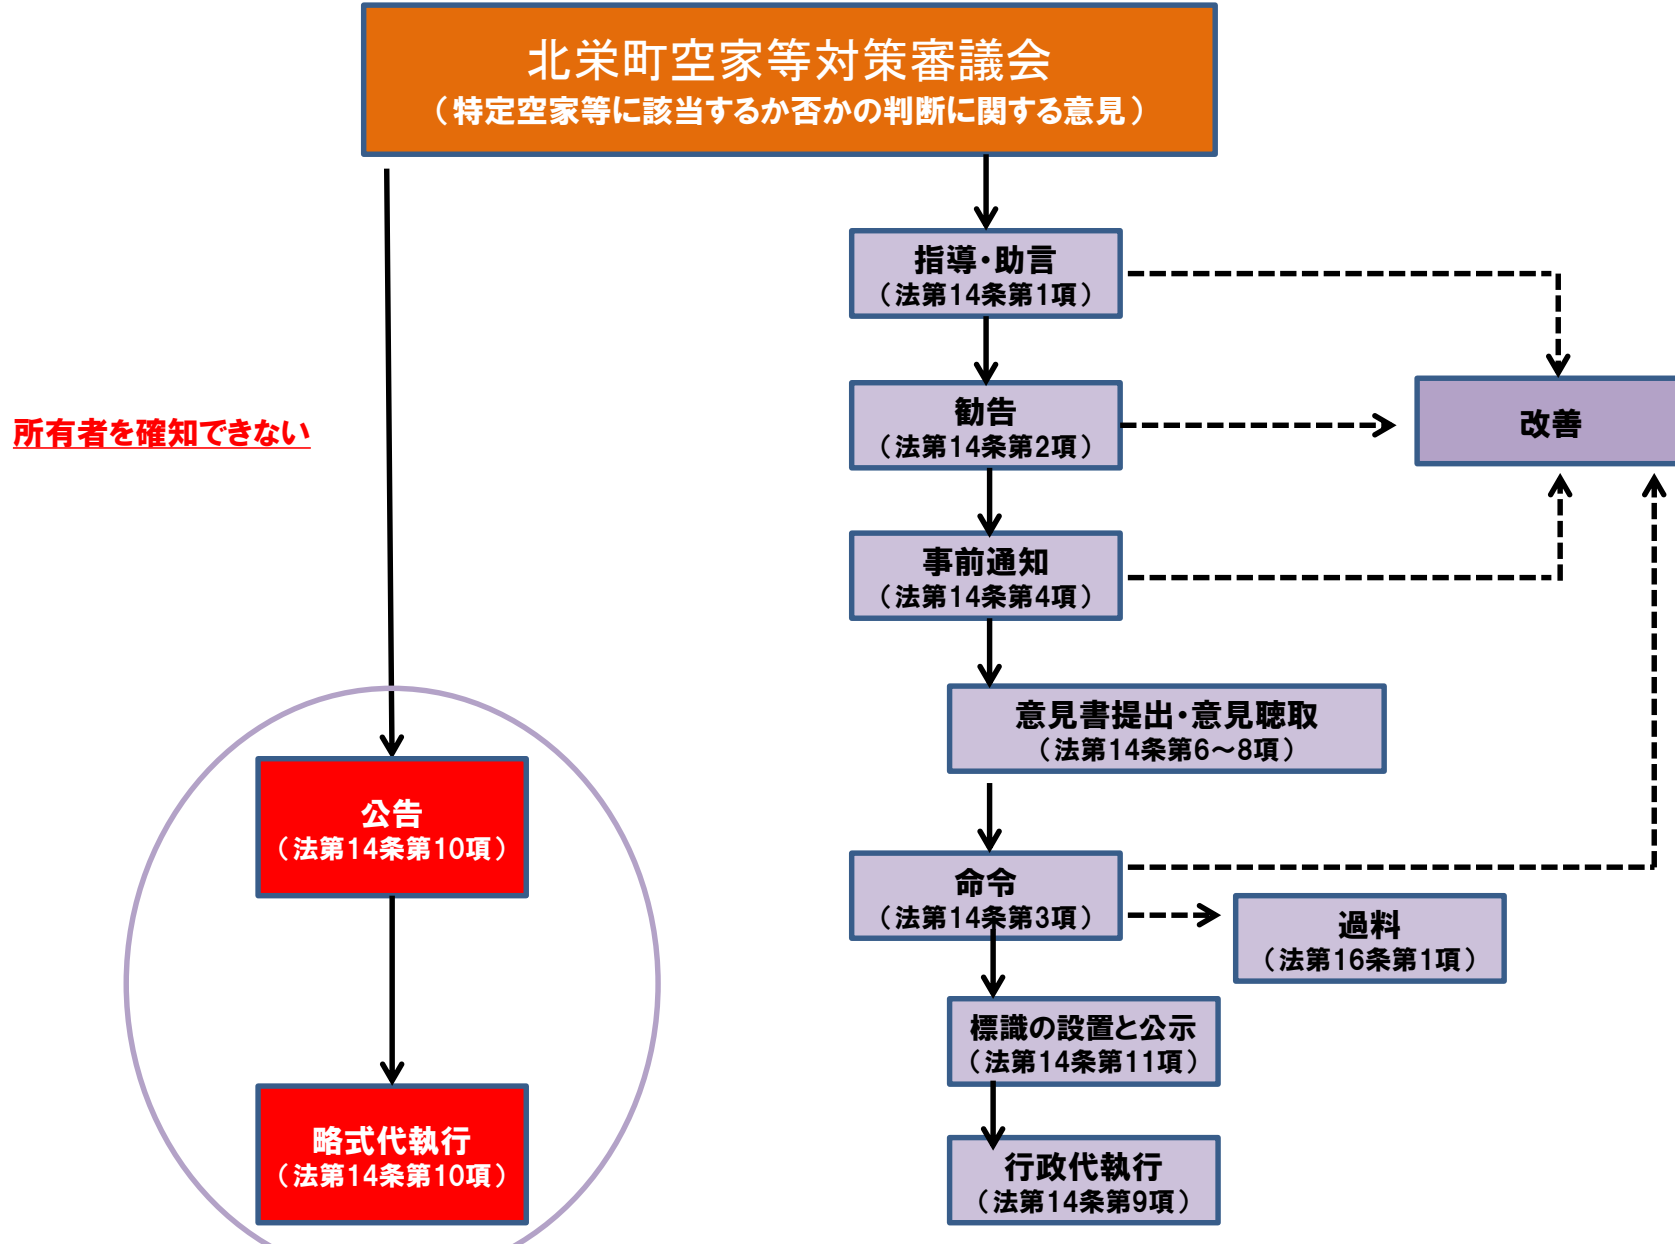 北栄町空家等対策審議会
（特定空家等に該当するか否かの判断に関する意見）
指導・助言
（法第14条第1項）
勧告
（法第14条第2項）
改善
所有者を確知できない
事前通知
（法第14条第4項）
意見書提出・意見聴取
（法第14条第6～8項）
公告
（法第14条第10項）
命令
（法第14条第3項）
過料
（法第16条第1項）
標識の設置と公示
（法第14条第11項）
略式代執行
（法第14条第10項）
行政代執行
（法第14条第9項）